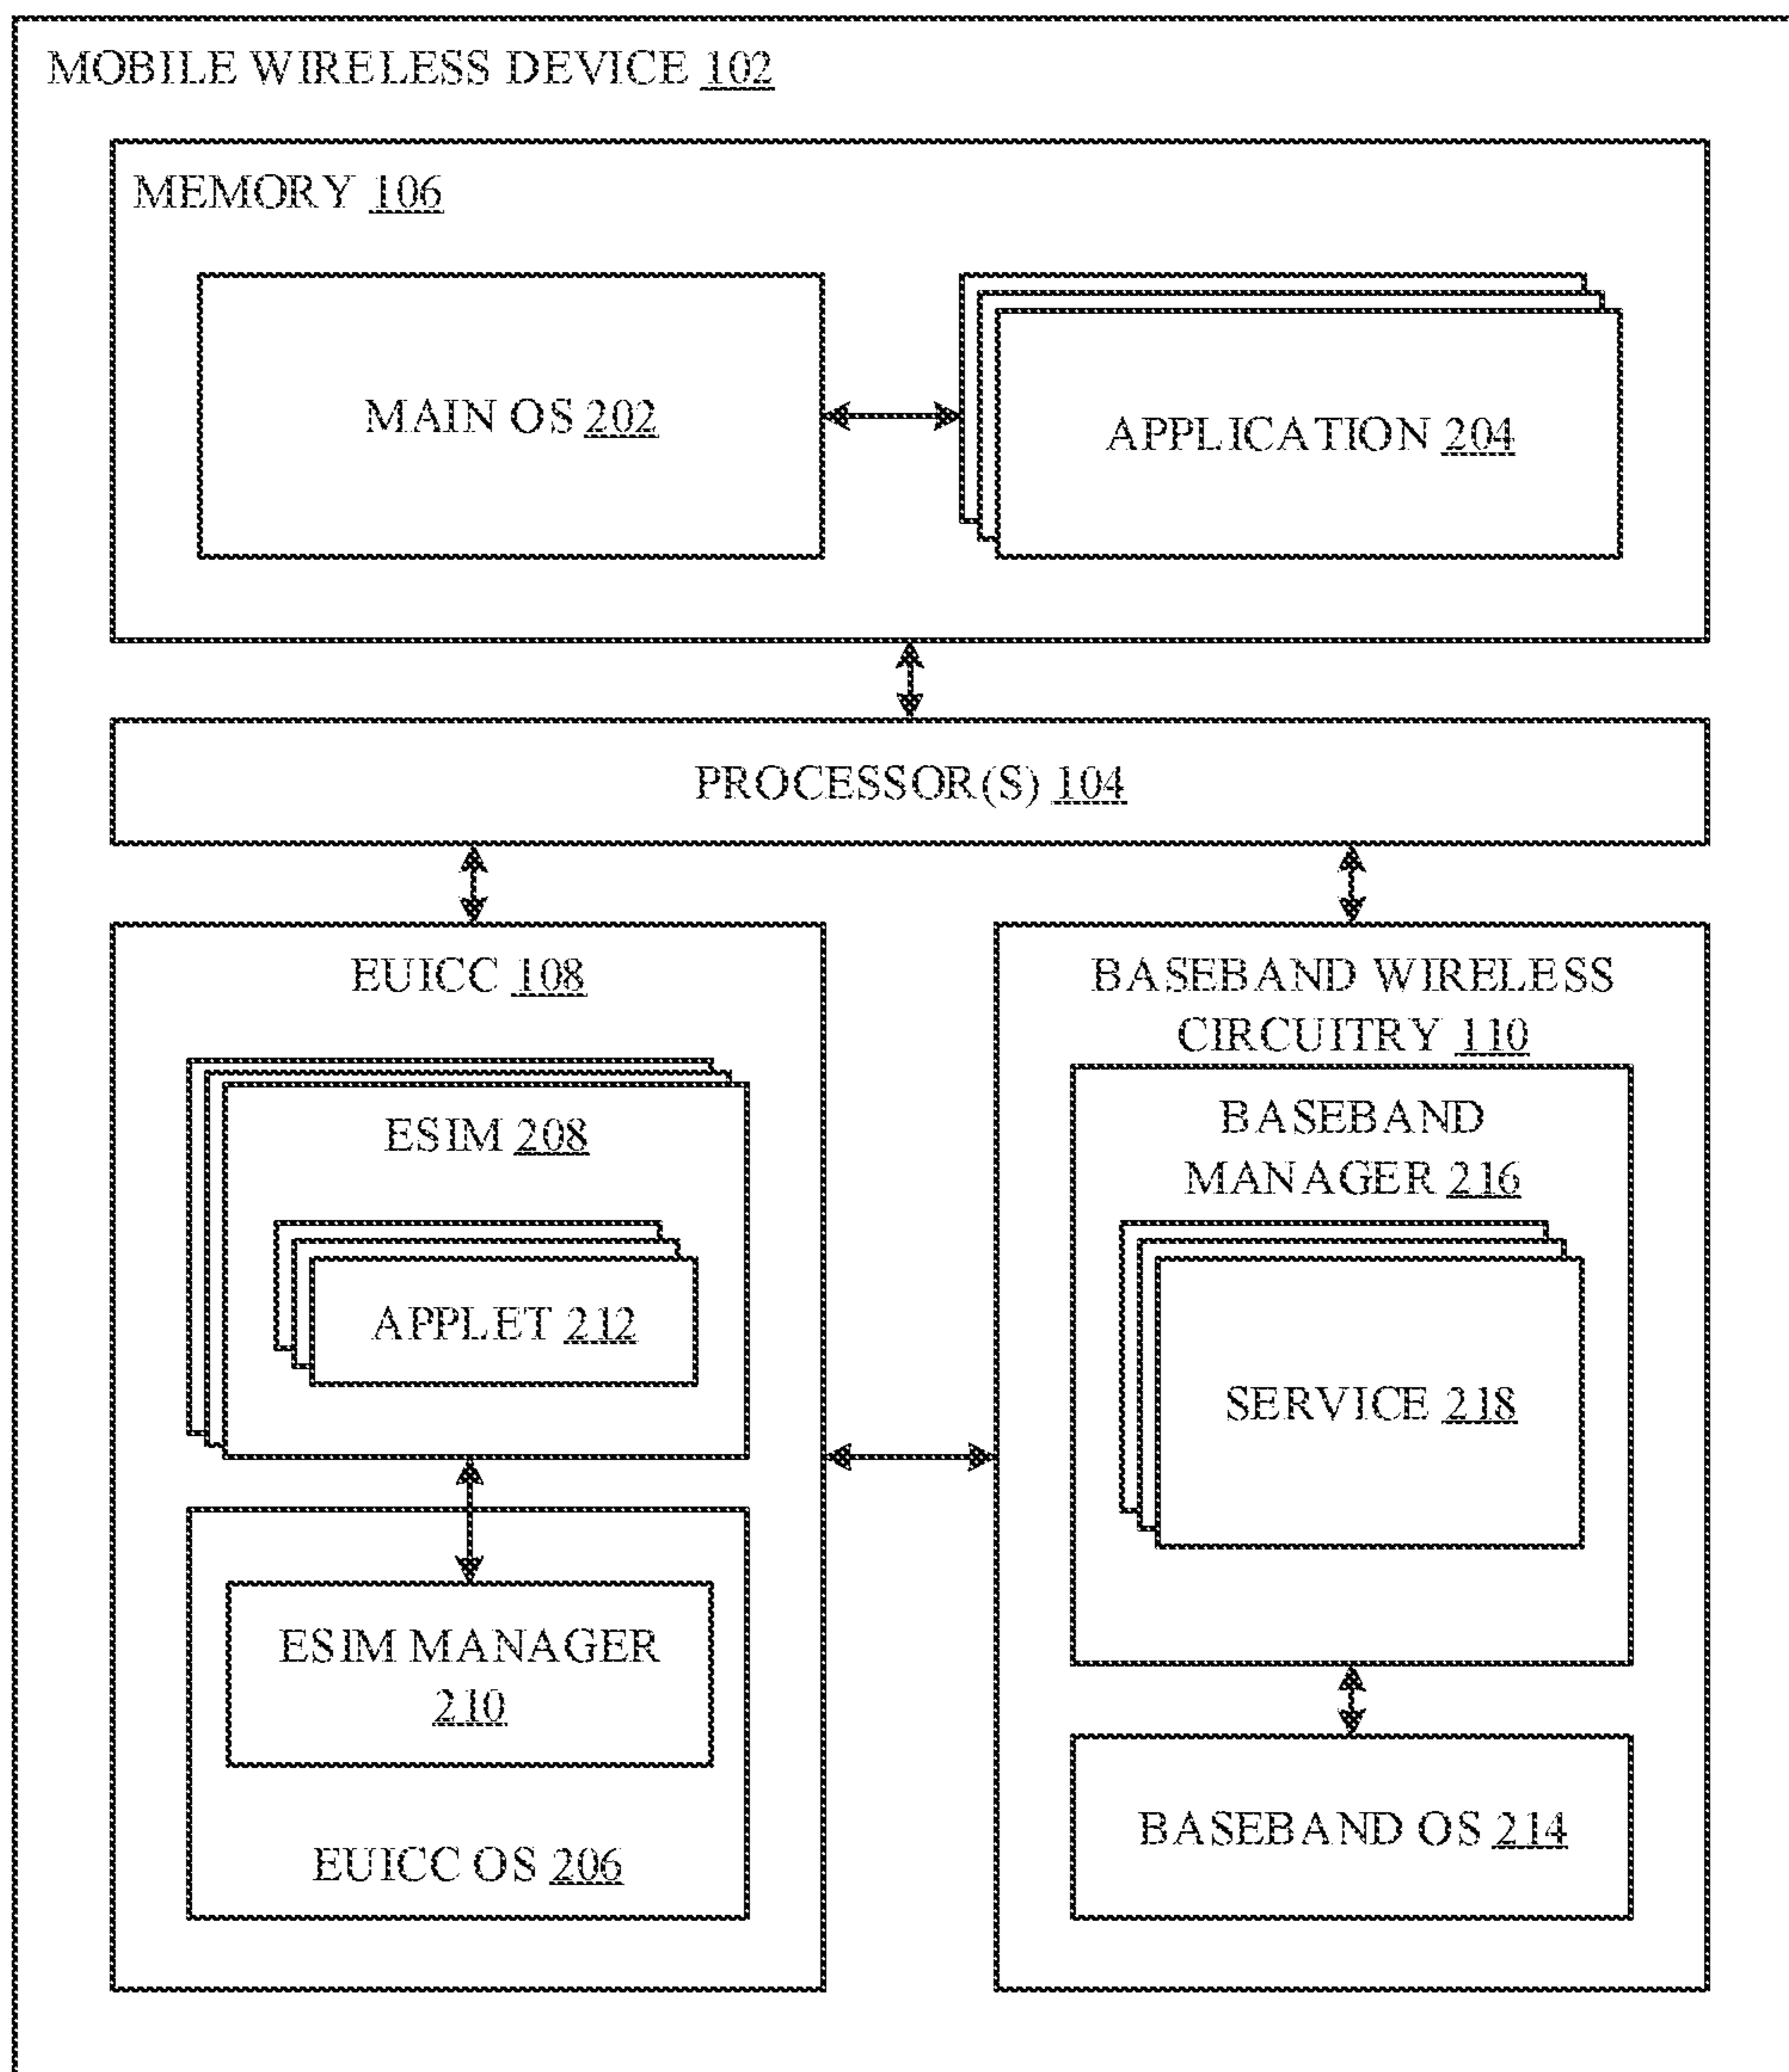 MOBILE WIRELESS DEVICE 102
MEMORY 106
MAIN OS 202
APPLICATION 204
PROCESSOR(S) 104
EUICC 108
ESIM 208
APPLET 212
ESIM MANAGER
210
EUICC OS 206
BASEBAND WIRELESS
CIRCUITRY 110
BASEBAND
MANAGER 216
SERVICE 218
BASEBAND OS 214